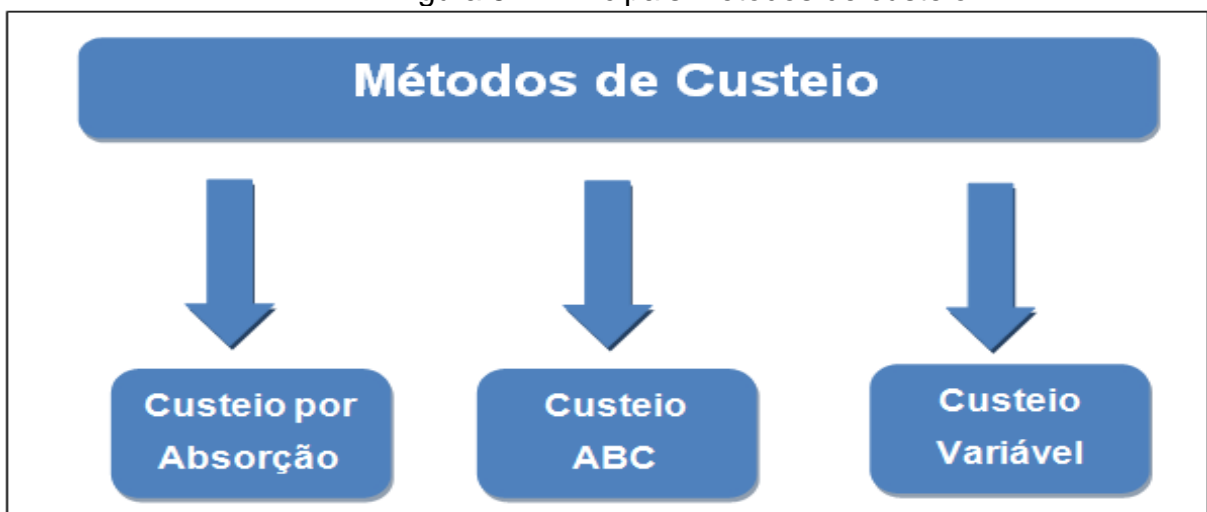 Métodos de Custeio
Custeio por
Absorção
Custeio
ABC
Custeio
Variável